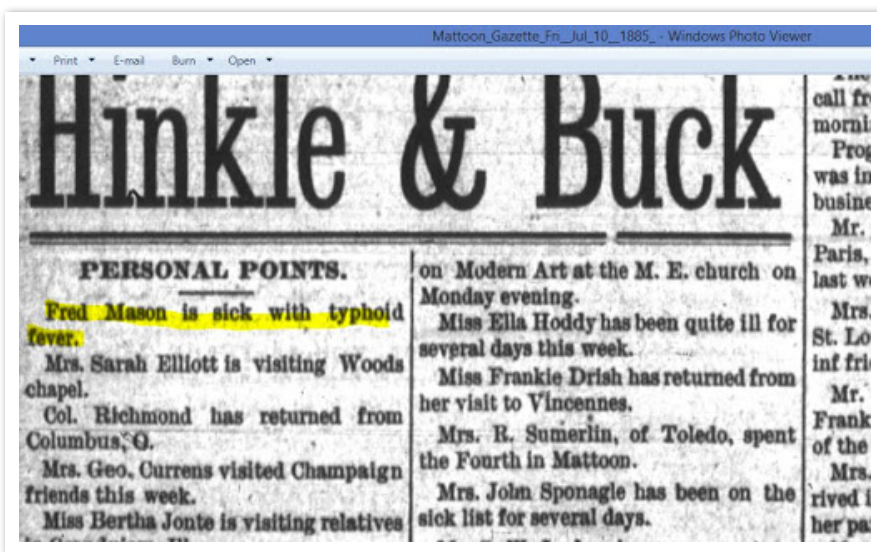 Mattoon_Gazette_Fri__Jul_10__1885_ - Windows Photo Viewer
Print E-mail Burn Open
Hinkle & Buck
PERSONAL POINTS.
Fred Mason is sick with typhoid
fever.
Mrs. Sarah Elliott is visiting Woods
chapel.
Col. Richmond has returned from
Columbus, O.
Mrs. Geo. Currens visited Champaign
friends this week.
Miss Bertha Jonte is visiting relatives
on Modern Art at the M. E. church on
Monday evening.
Miss Ella Hoddy has been quite ill for
several days this week.
Miss Frankie Drish has returned from
her visit to Vincennes.
Mrs. R. Sumerlin, of Toledo, spent
the Fourth in Mattoon.
Mrs. John Sponagle has been on the
sick list for several days.
call fr
morni
Prog
was in
busine
Mr.
Paris,
last w
Mrs.
St. Lo
inf frie
Mr.
Frank
of the
Mrs.
rived i
her pa